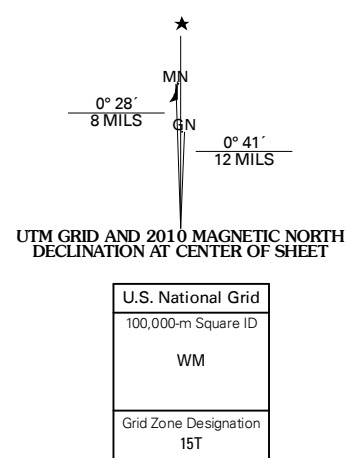 MN
0° 28´
8 MILS
GN
0° 41´
12 MILS
UTM GRID AND 2010 MAGNETIC NORTH
DECLINATION AT CENTER OF SHEET
U.S. National Grid
100,000-m Square ID
WM
Grid Zone Designation
15T